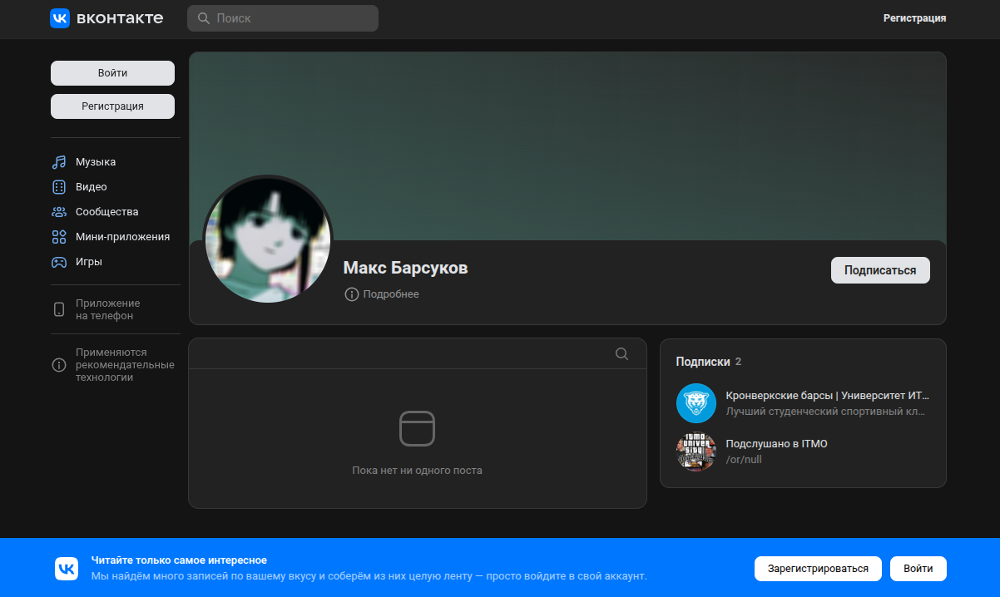 вконтакте
Поиск
Регистрация
Войти
Регистрация
Музыка
Видео
Сообщества
Мини-приложения
Игры
Приложение
на телефон
Применяются
рекомендательные
технологии
Макс Барсуков
Подробнее
Подписаться
Пока нет ни одного поста
Подписки 2
Кронверкские барсы | Университет ИТ...
Лучший студенческий спортивный кл...
ITMO
UNIVER
SITY
Подслушано в ITMO
/or/null
Читайте только самое интересное
Мы найдём много записей по вашему вкусу и соберём из них целую ленту — просто войдите в свой аккаунт.
Зарегистрироваться
Войти